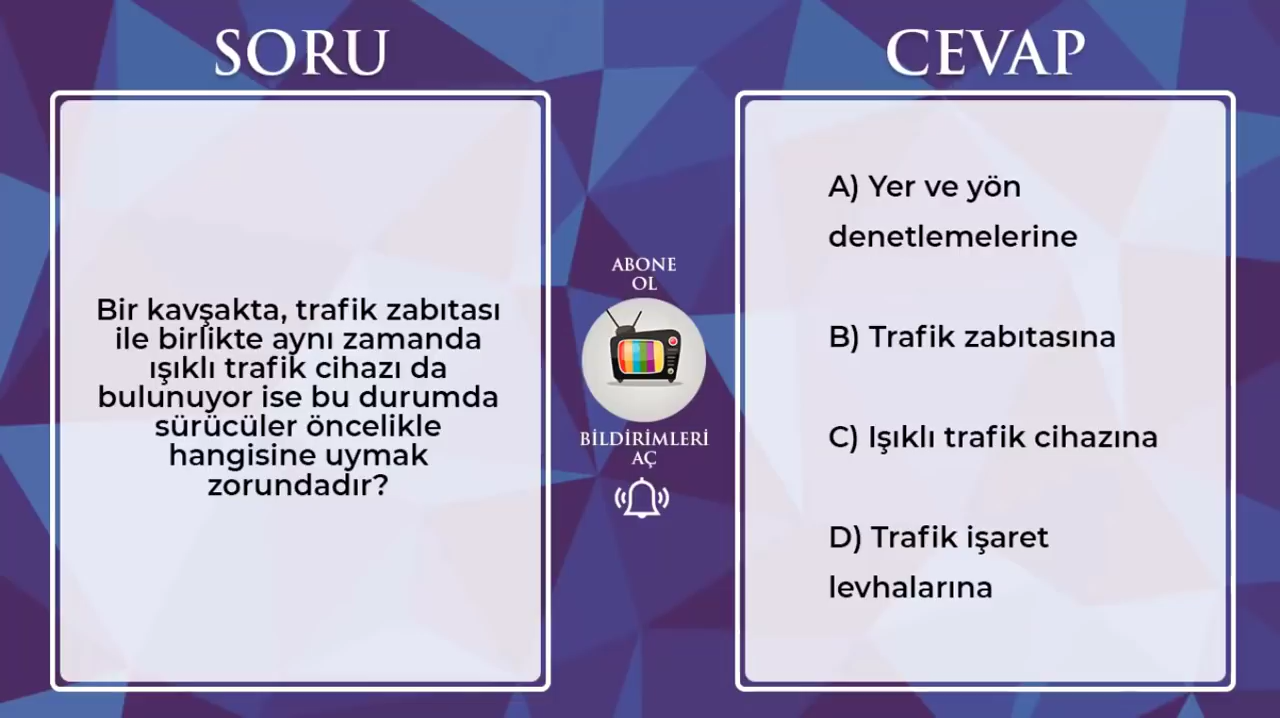 SORU
Bir kavşakta, trafik zabıtası
ile birlikte aynı zamanda
ışıklı trafik cihazı da
bulunuyor ise bu durumda
sürücüler öncelikle
hangisine uymak
zorundadır?
ABONE
OL
BİLDİRİMLERİ
AÇ
CEVAP
A) Yer ve yön
denetlemelerine
B) Trafik zabıtasına
C) Işıklı trafik cihazına
D) Trafik işaret
levhalarına